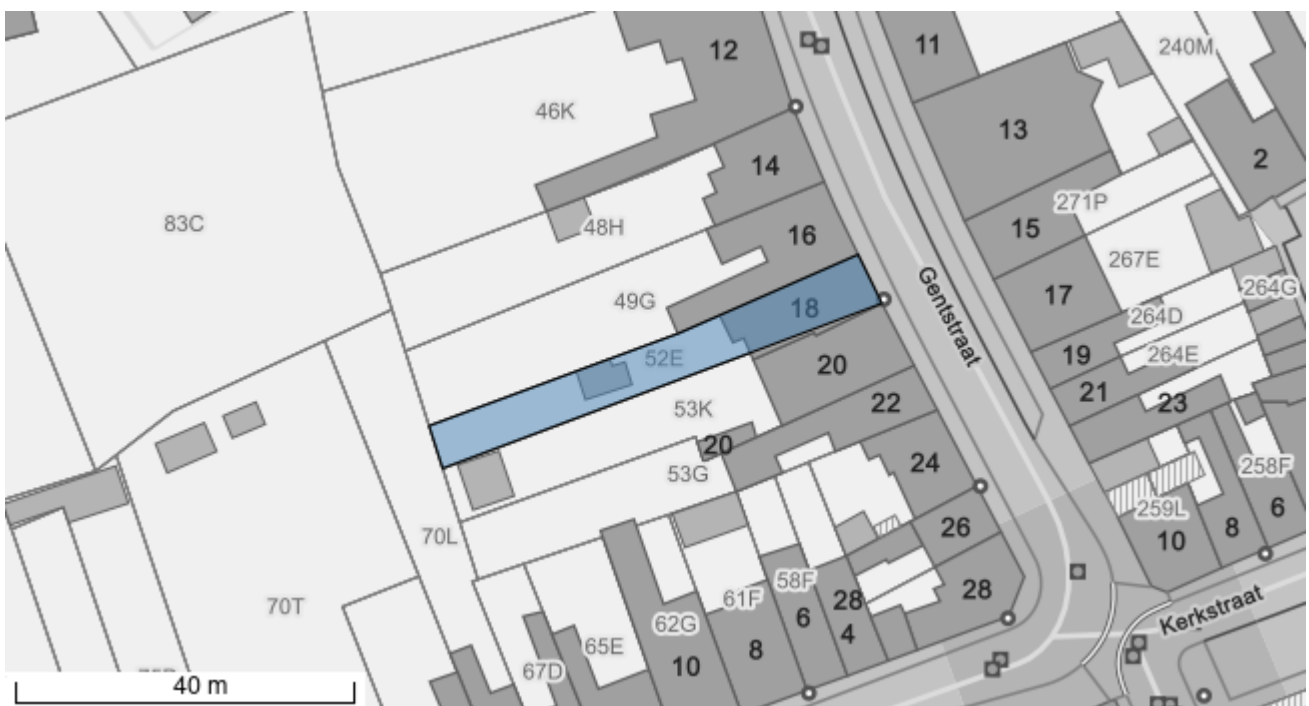 12
11
240M
46K
13
2
14
83C
271P
48H
15
16
267E
49G
17
264G
18
264D
Gentstraat
52E
19
264E
20
21
22
53K
23
20
24
53G
258F
259L
6
26
8
10
70L
58F
28
61F
6
28
70T
62G
Kerkstraat
65E
4
8
10
67D
40 m